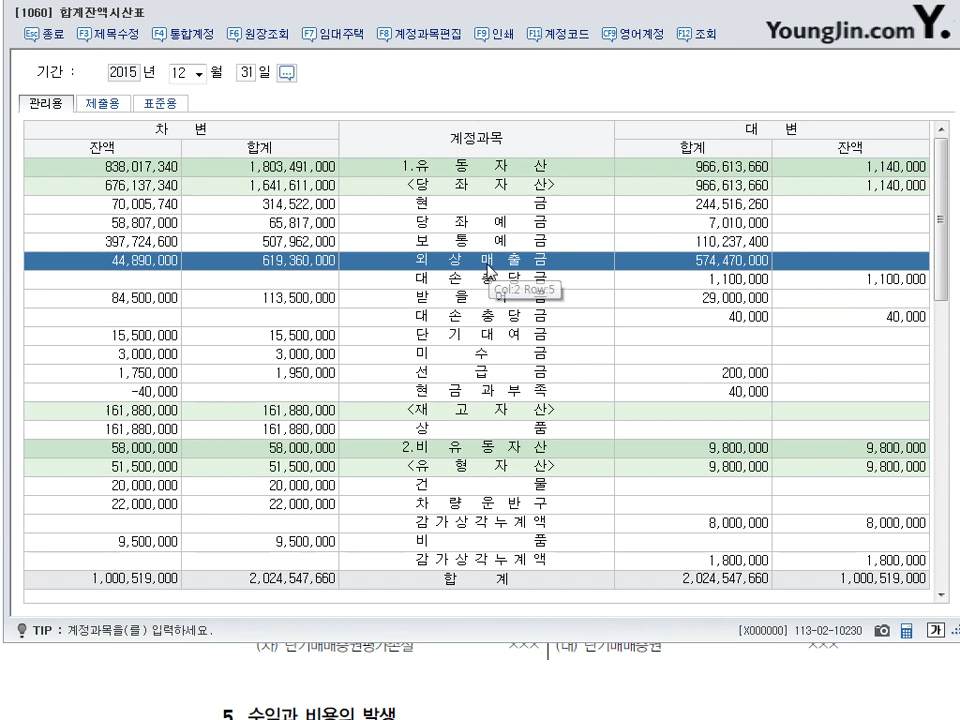 [1060] 합계잔액시산표
Esc 종료 F3 제목수정 F4 통합계정 F6 원장조회 F7 임대주택 F8 계정과목편집 F9 인쇄 F11 계정코드 CF9 영어계정 F12 조회
YoungJin.com Y.
기간 : 2015 년 12 월 31 일
관리용 제출용 표준용
차 변 계정과목 대 변
잔액 합계 합계 잔액
838,017,340 1,803,491,000 1.유 동 자 산 966,613,660 1,140,000
676,137,340 1,641,611,000 <당 좌 자 산> 966,613,660 1,140,000
70,005,740 314,522,000 현 금 244,516,260
58,807,000 65,817,000 당 좌 예 금 7,010,000
397,724,600 507,962,000 보 통 예 금 110,237,400
44,890,000 619,360,000 외 상 매 출 금 574,470,000
대 손 충 당 금 1,100,000 1,100,000
Col:2 Row:5
84,500,000 113,500,000 받 을 어 음 29,000,000
대 손 충 당 금 40,000 40,000
15,500,000 15,500,000 단 기 대 여 금
3,000,000 3,000,000 미 수 금
1,750,000 1,950,000 선 급 금 200,000
-40,000 현 금 과 부 족 40,000
161,880,000 161,880,000 <재 고 자 산>
161,880,000 161,880,000 상 품
58,000,000 58,000,000 2.비 유 동 자 산 9,800,000 9,800,000
51,500,000 51,500,000 <유 형 자 산> 9,800,000 9,800,000
20,000,000 20,000,000 건 물
22,000,000 22,000,000 차 량 운 반 구
감 가 상 각 누 계 액 8,000,000 8,000,000
9,500,000 9,500,000 비 품
감 가 상 각 누 계 액 1,800,000 1,800,000
1,000,519,000 2,024,547,660 합 계 2,024,547,660 1,000,519,000
TIP : 계정과목을(를) 입력하세요. [X000000] 113-02-10230 가
(차) 단기매매증권평가손실 ××× (대) 단기매매증권 ×××
5. 수익과 비용의 발생